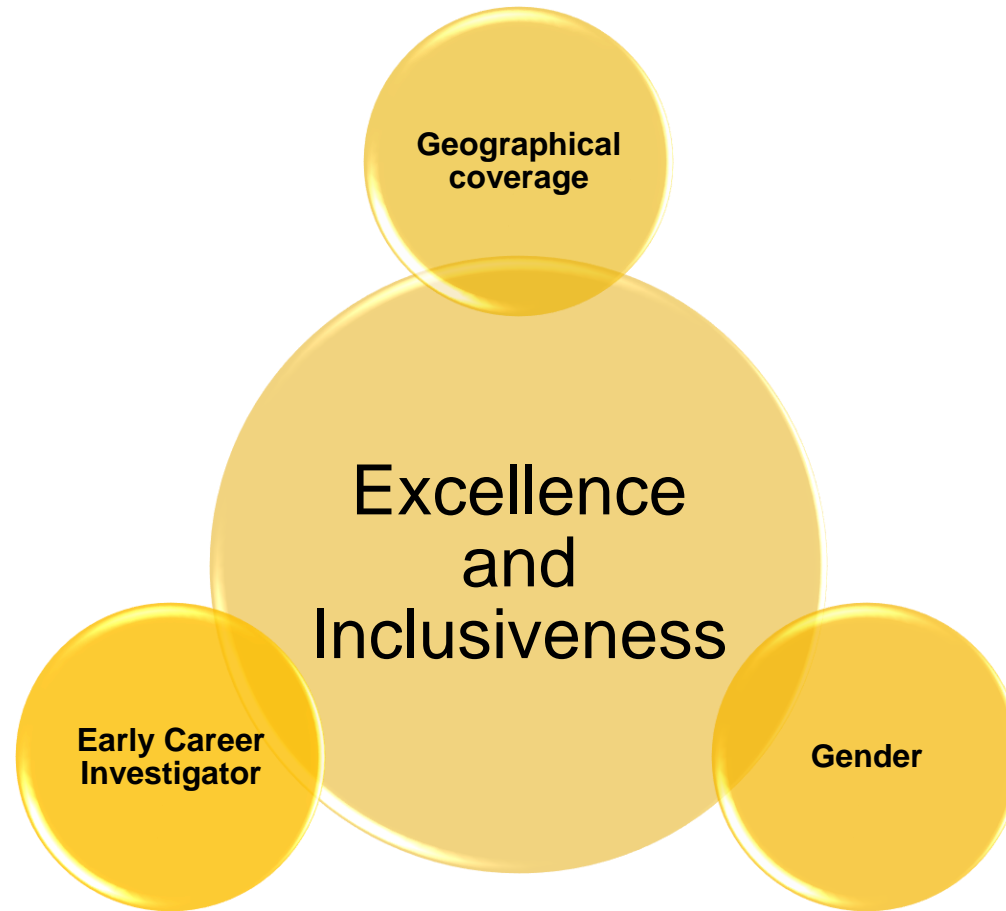 Geographical
coverage
Excellence
and
Inclusiveness
Early Career
Investigator
Gender